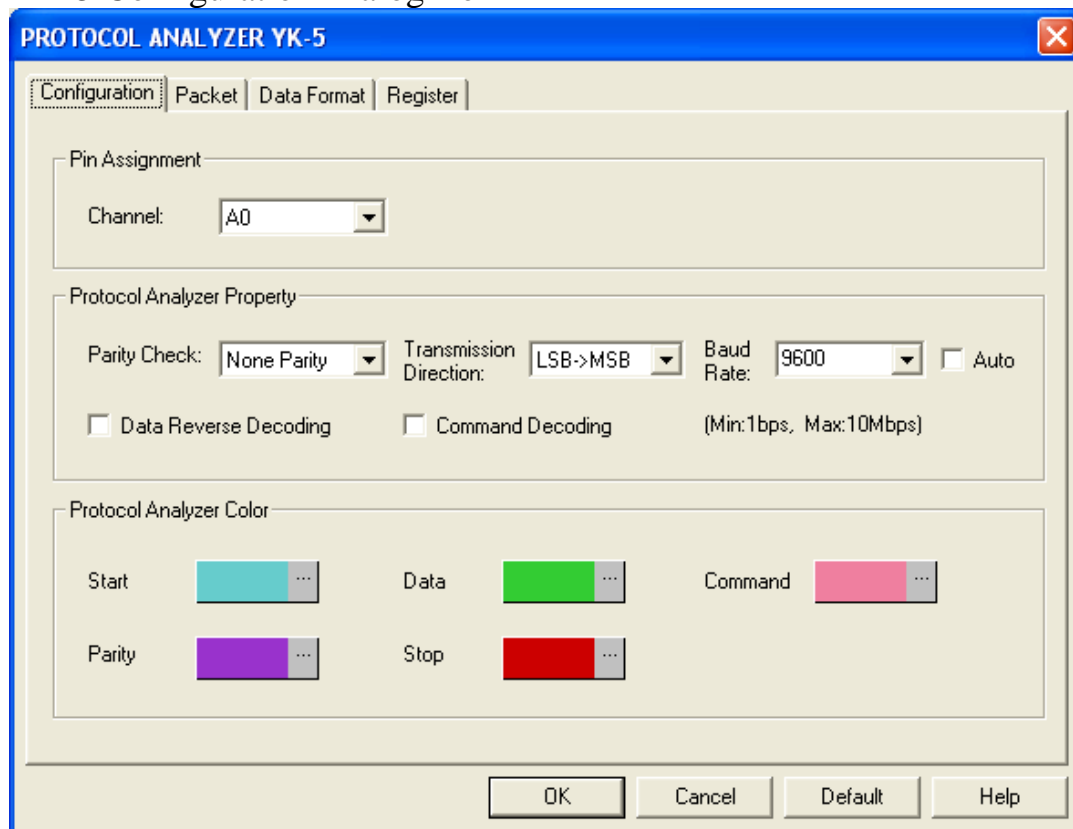 PROTOCOL ANALYZER YK-5
Configuration Packet Data Format Register
Pin Assignment
Channel: A0
Protocol Analyzer Property
Parity Check: None Parity Transmission Direction: LSB->MSB Baud Rate: 9600 Auto
Data Reverse Decoding Command Decoding (Min:1bps, Max:10Mbps)
Protocol Analyzer Color
Start ... Data ... Command ...
Parity ... Stop ...
OK Cancel Default Help